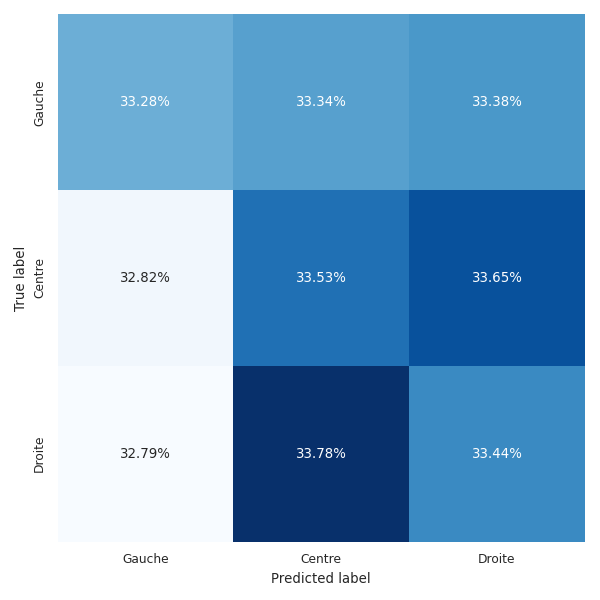 True label
Gauche
33.28% 33.34% 33.38%
Centre
32.82% 33.53% 33.65%
Droite
32.79% 33.78% 33.44%
Gauche Centre Droite
Predicted label